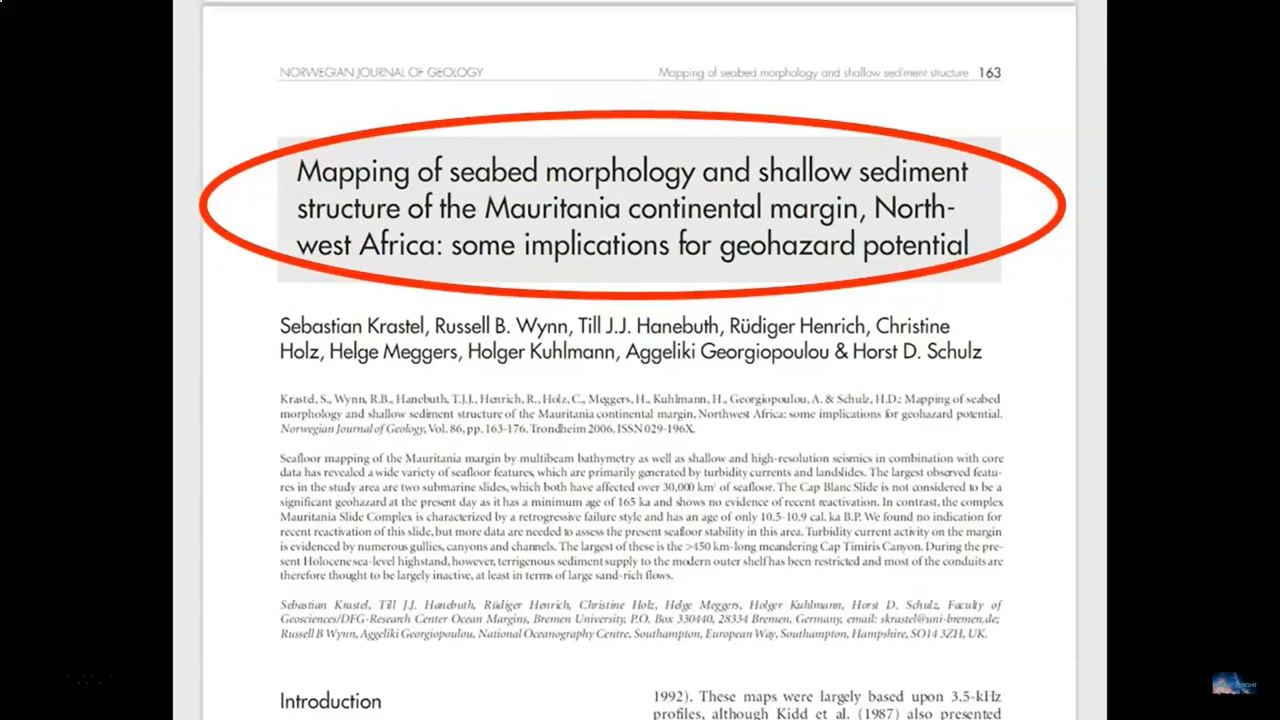 NORWEGIAN JOURNAL OF GEOLOGY Mapping of seabed morphology and shallow sediment structure 163
Mapping of seabed morphology and shallow sediment
structure of the Mauritania continental margin, North-
west Africa: some implications for geohazard potential
Sebastian Krastel, Russell B. Wynn, Till J.J. Hanebuth, Rüdiger Henrich, Christine
Holz, Helge Meggers, Holger Kuhlmann, Aggeliki Georgiopoulou & Horst D. Schulz
Krastel, S., Wynn, R.B., Hanebuth, T.J.J., Henrich, R., Holz, C., Meggers, H., Kuhlmann, H., Georgiopoulou, A. & Schulz, H.D.: Mapping of seabed
morphology and shallow sediment structure of the Mauritania continental margin, Northwest Africa: some implications for geohazard potential.
Norwegian Journal of Geology, Vol. 86, pp. 163-176. Trondheim 2006. ISSN 029-196X.
Seafloor mapping of the Mauritania margin by multibeam bathymetry as well as shallow and high-resolution seismics in combination with core
data has revealed a wide variety of seafloor features, which are primarily generated by turbidity currents and landslides. The largest observed featu-
res in the study area are two submarine slides, which both have affected over 30,000 km² of seafloor. The Cap Blanc Slide is not considered to be a
significant geohazard at the present day as it has a minimum age of 165 ka and shows no evidence of recent reactivation. In contrast, the complex
Mauritania Slide Complex is characterized by a retrogressive failure style and has an age of only 10.5-10.9 cal. ka B.P. We found no indication for
recent reactivation of this slide, but more data are needed to assess the present seafloor stability in this area. Turbidity current activity on the margin
is evidenced by numerous gullies, canyons and channels. The largest of these is the >450 km-long meandering Cap Timiris Canyon. During the pre-
sent Holocene sea-level highstand, however, terrigenous sediment supply to the modern outer shelf has been restricted and most of the conduits are
therefore thought to be largely inactive, at least in terms of large sand-rich flows.
Sebastian Krastel, Till J.J. Hanebuth, Rüdiger Henrich, Christine Holz, Helge Meggers, Holger Kuhlmann, Horst D. Schulz, Faculty of
Geosciences/DFG-Research Center Ocean Margins, Bremen University, P.O. Box 330440, 28334 Bremen, Germany, email: skrastel@uni-bremen.de;
Russell B Wynn, Aggeliki Georgiopoulou, National Oceanography Centre, Southampton, European Way, Southampton, Hampshire, SO14 3ZH, UK.
Introduction
1992). These maps were largely based upon 3.5-kHz
profiles, although Kidd et al. (1987) also presented